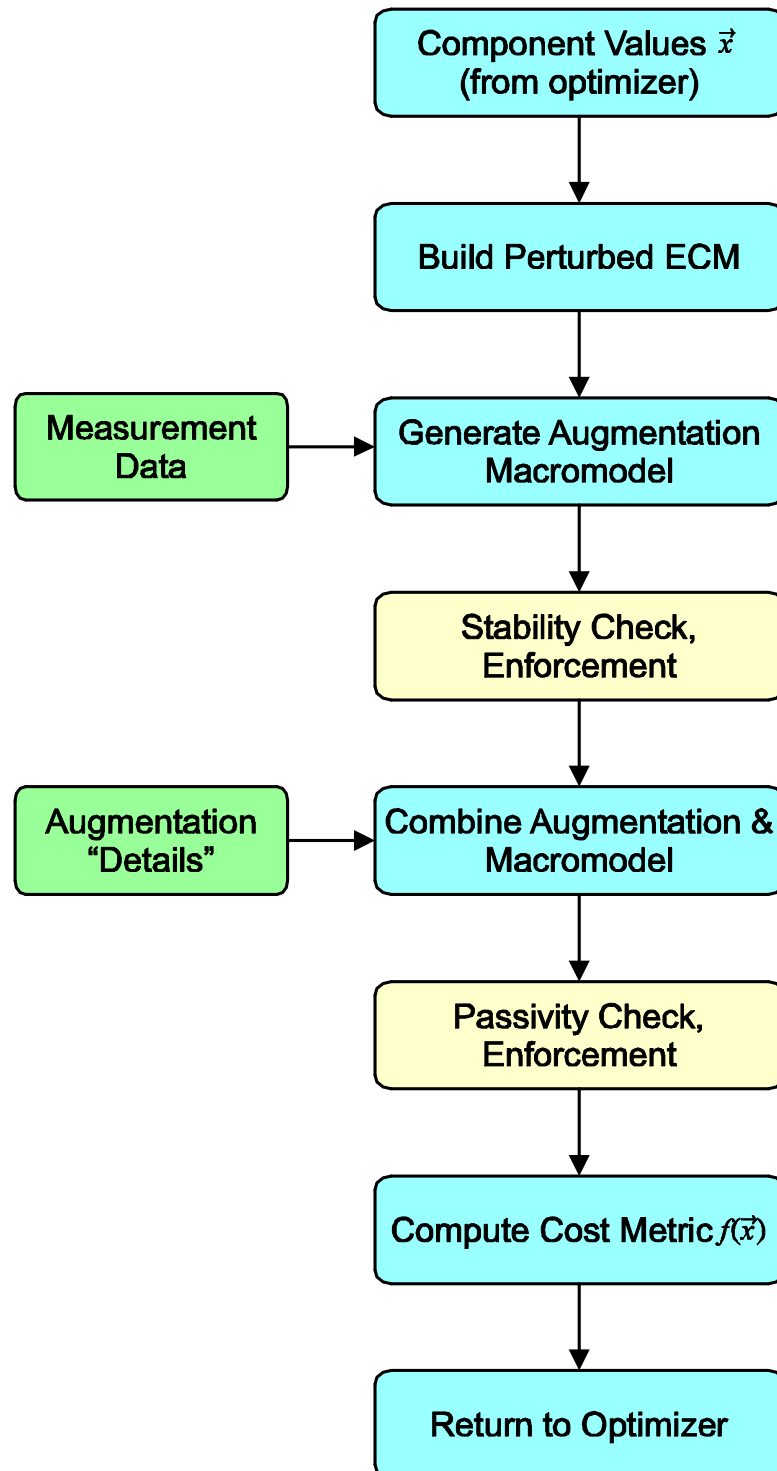 Component Values x⃗
(from optimizer)
Build Perturbed ECM
Measurement
Data
Generate Augmentation
Macromodel
Stability Check,
Enforcement
Augmentation
“Details”
Combine Augmentation &
Macromodel
Passivity Check,
Enforcement
Compute Cost Metric f(x⃗)
Return to Optimizer